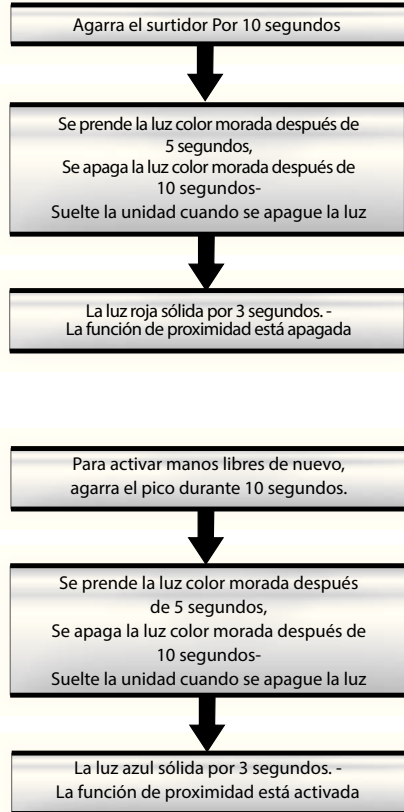 Agarra el surtidor Por 10 segundos
Se prende la luz color morada después de
5 segundos,
Se apaga la luz color morada después de
10 segundos-
Suelte la unidad cuando se apague la luz
La luz roja sólida por 3 segundos. -
La función de proximidad está apagada
Para activar manos libres de nuevo,
agarra el pico durante 10 segundos.
Se prende la luz color morada después
de 5 segundos,
Se apaga la luz color morada después de
10 segundos-
Suelte la unidad cuando se apague la luz
La luz azul sólida por 3 segundos. -
La función de proximidad está activada